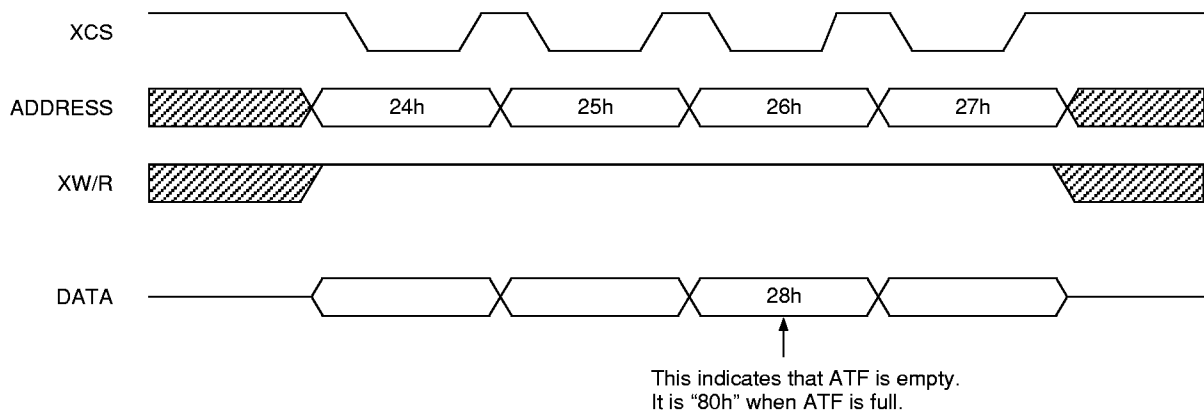 XCS
ADDRESS 24h 25h 26h 27h
XW/R
DATA 28h
This indicates that ATF is empty.
It is “80h” when ATF is full.